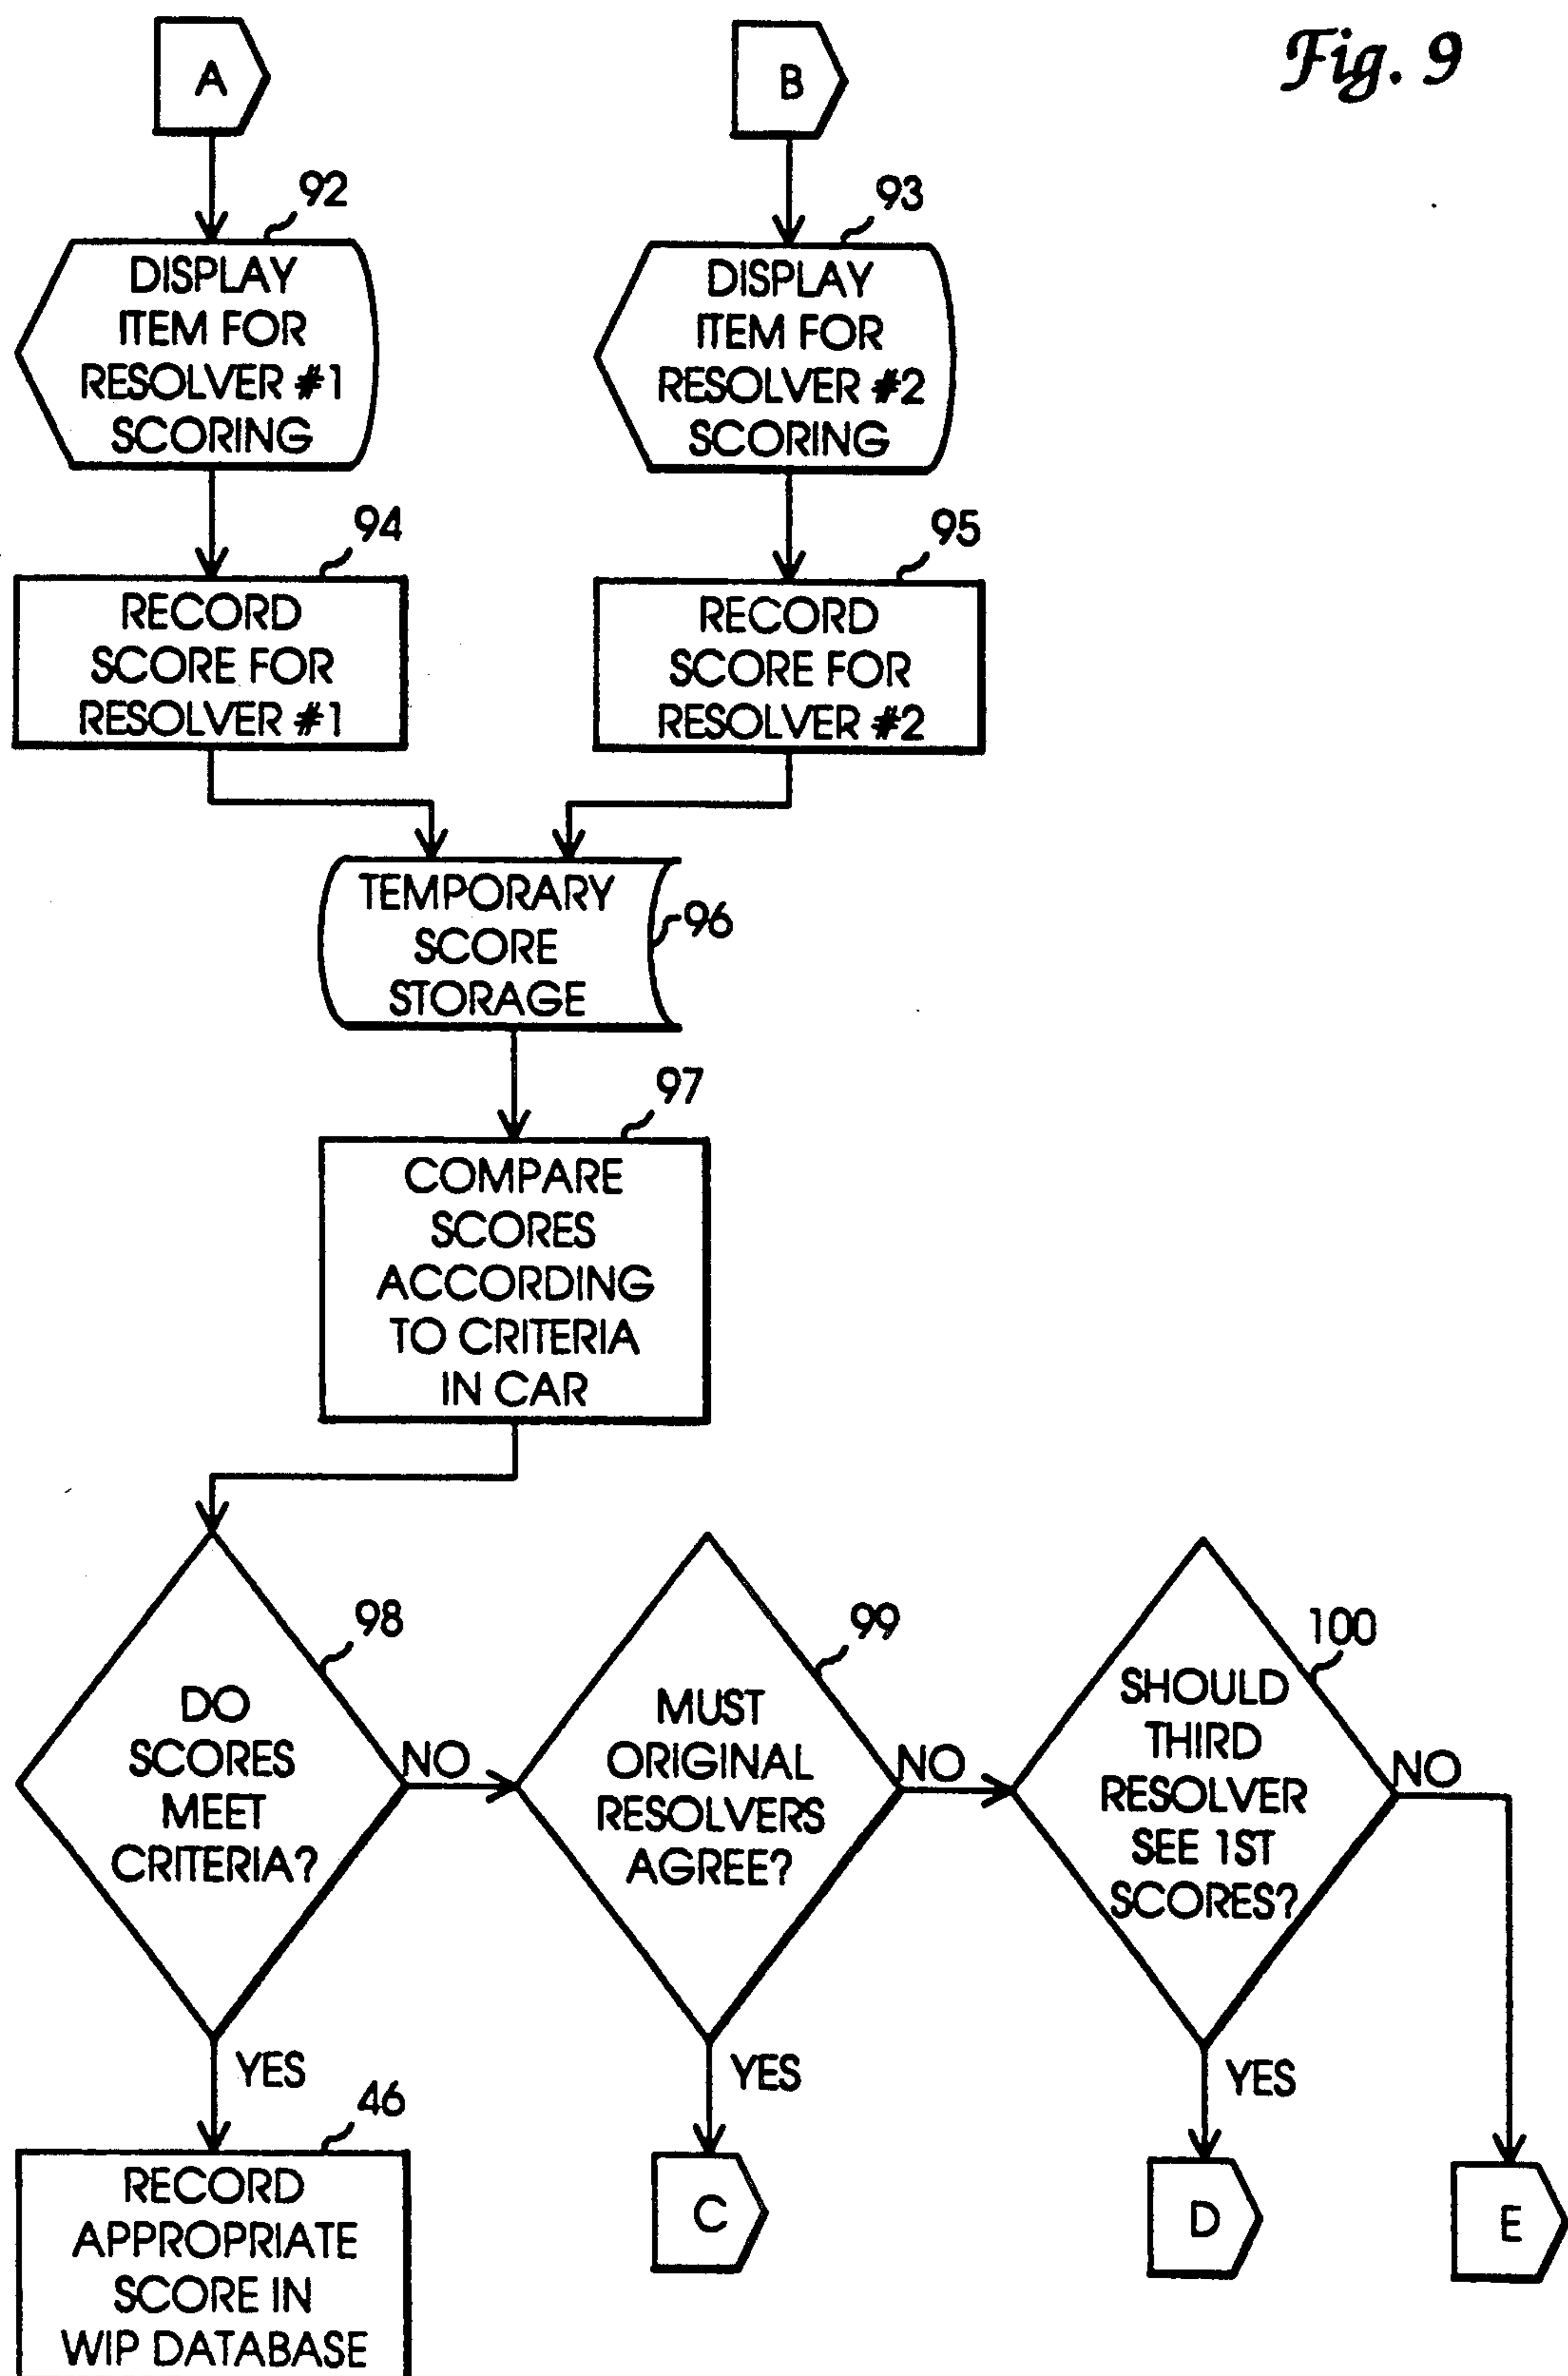 Fig. 9
A
B
92
93
DISPLAY
ITEM FOR
RESOLVER #1
SCORING
DISPLAY
ITEM FOR
RESOLVER #2
SCORING
94
95
RECORD
SCORE FOR
RESOLVER #1
RECORD
SCORE FOR
RESOLVER #2
TEMPORARY
SCORE
STORAGE
96
97
COMPARE
SCORES
ACCORDING
TO CRITERIA
IN CAR
98
DO
SCORES
MEET
CRITERIA?
NO
99
MUST
ORIGINAL
RESOLVERS
AGREE?
NO
100
SHOULD
THIRD
RESOLVER
SEE 1ST
SCORES?
NO
YES
YES
YES
46
RECORD
APPROPRIATE
SCORE IN
WIP DATABASE
C
D
E